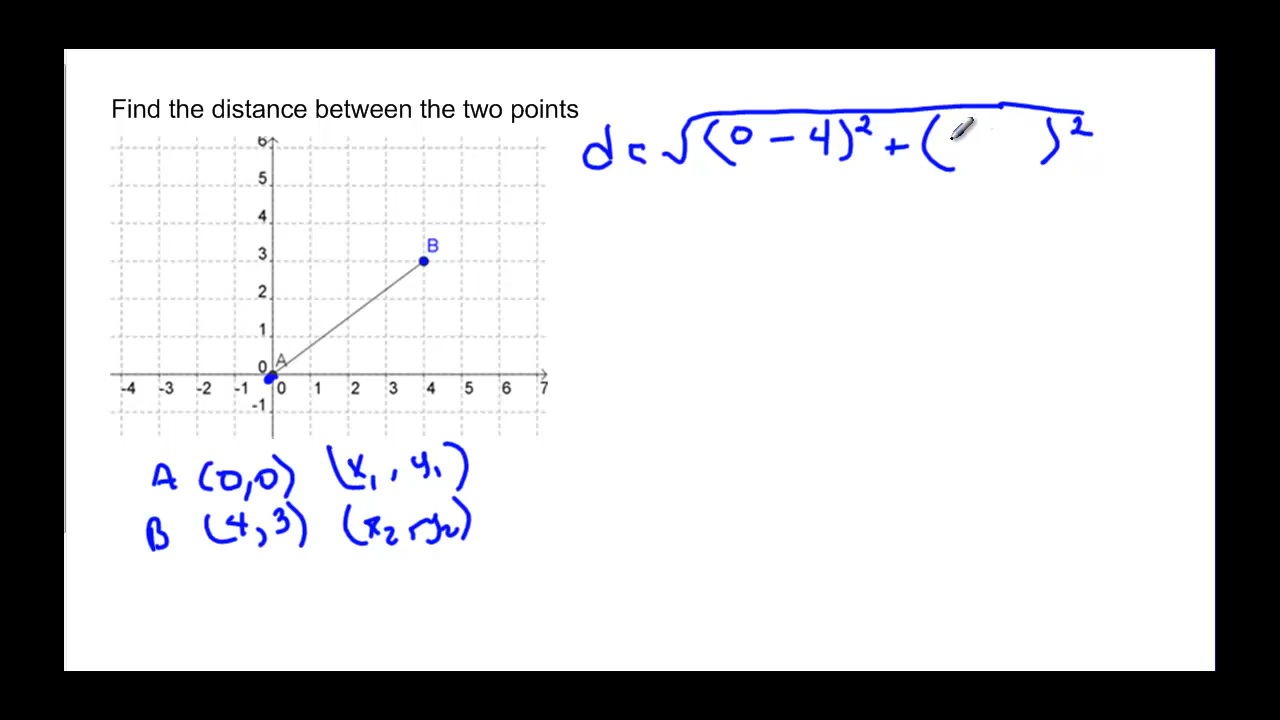 Find the distance between the two points
d = √(0 - 4)² + ( )²
6
5
4
B
3
2
1
A
0
-4 -3 -2 -1 0 1 2 3 4 5 6 7
-1
A (0,0) (x₁, y₁)
B (4,3) (x₂, y₂)